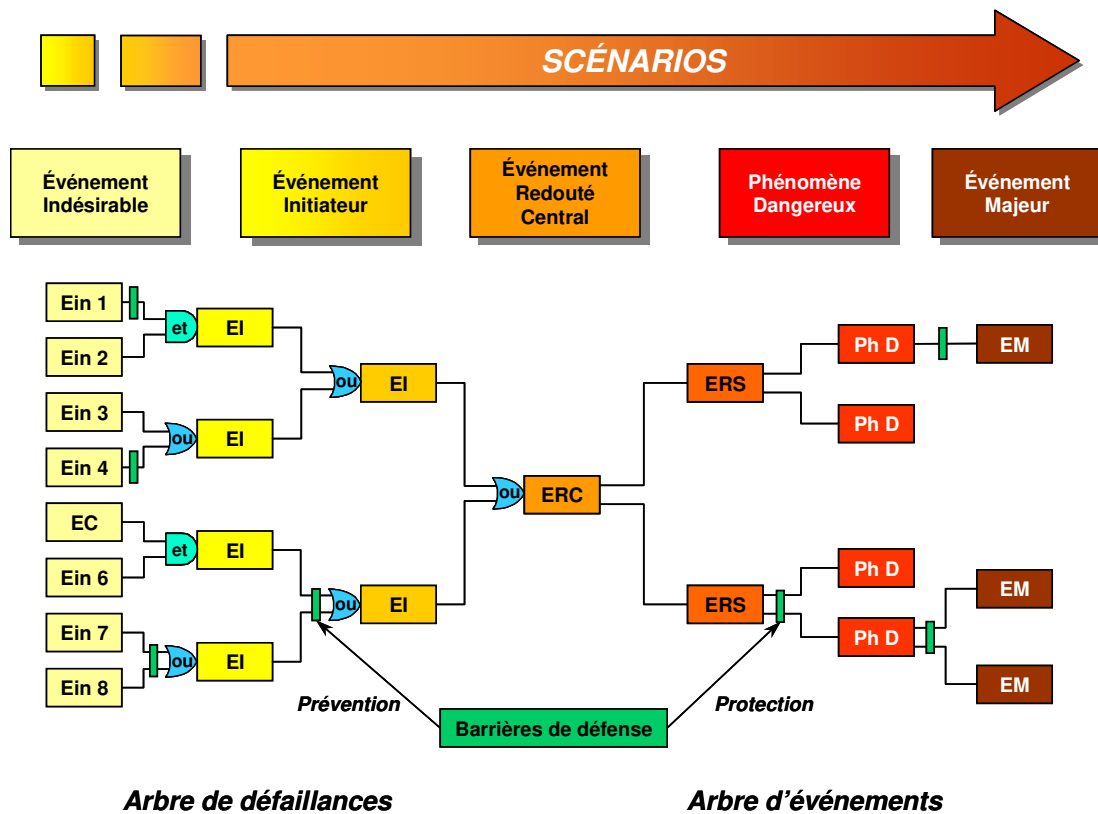 SCÉNARIOS
Événement
Indésirable
Événement
Initiateur
Événement
Redouté
Central
Phénomène
Dangereux
Événement
Majeur
Ein 1
et
EI
Ein 2
Ein 3
ou
EI
Ein 4
ou
EI
EC
et
EI
Ein 6
Ein 7
ou
EI
Ein 8
ou
EI
ou
ERC
ERS
Ph D
EM
Ph D
ERS
Ph D
Ph D
EM
EM
Prévention
Barrières de défense
Protection
Arbre de défaillances
Arbre d'événements